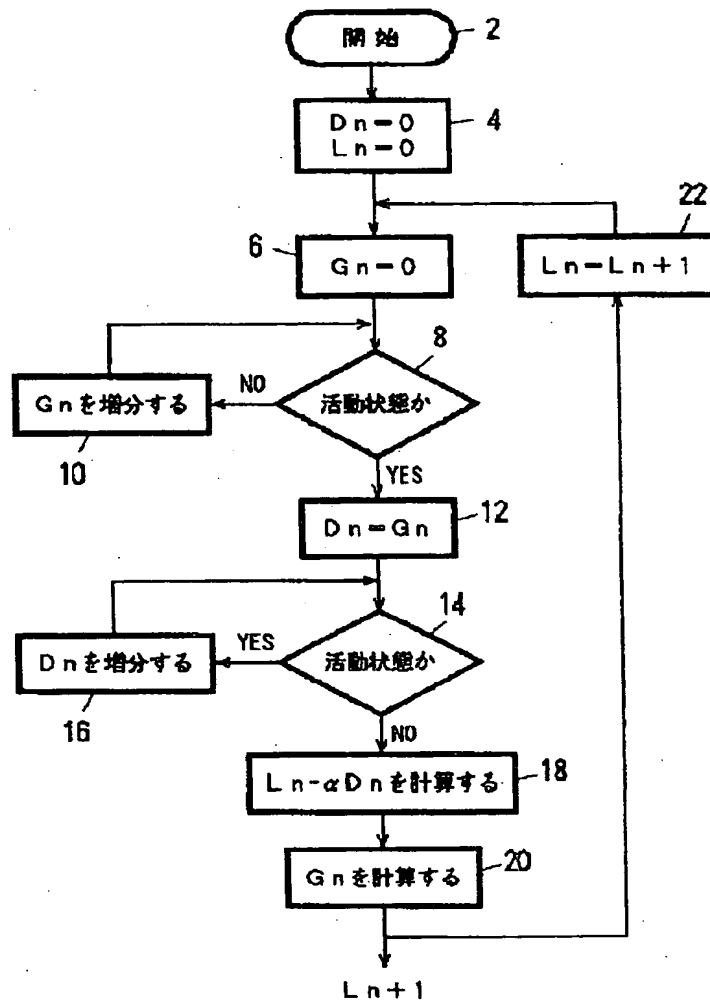 開始
2
Dn=0
Ln=0
4
22
6
Gn=0
Ln=Ln+1
8
活動状態か
NO
Gnを増分する
10
YES
Dn=Gn
12
14
活動状態か
YES
Dnを増分する
16
NO
Ln-αDnを計算する
18
Gnを計算する
20
Ln+1